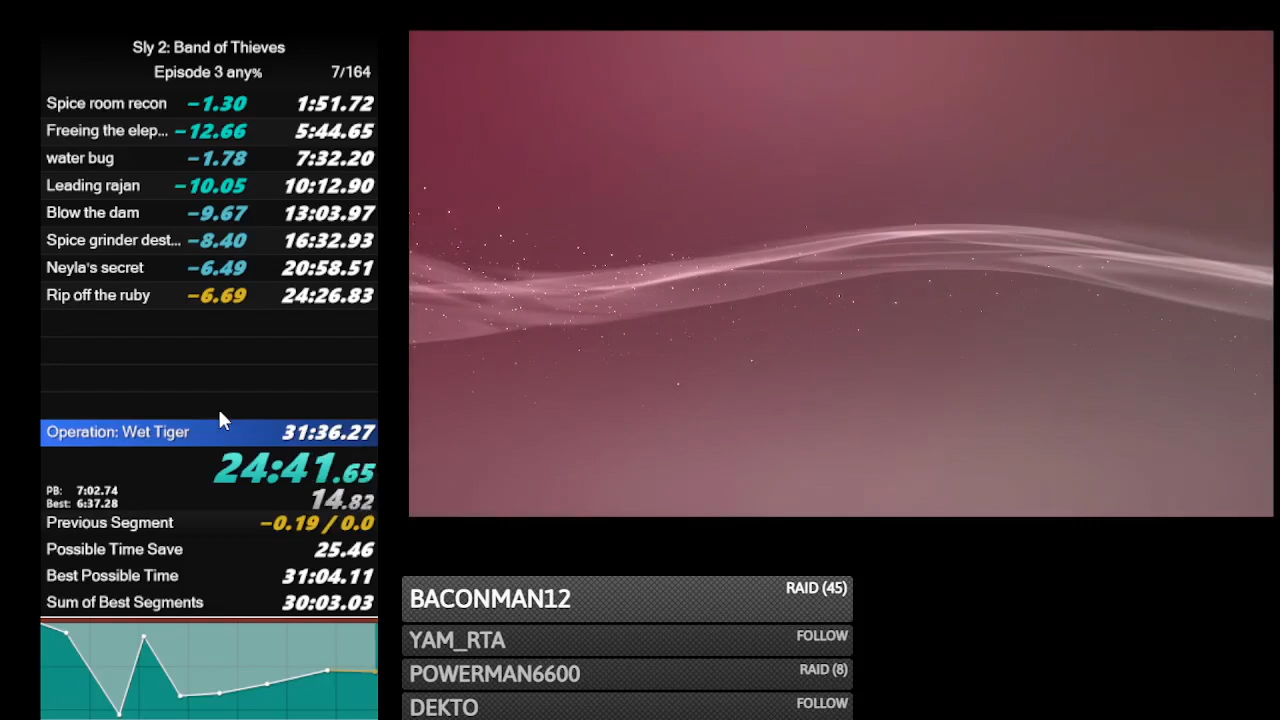 Sly 2: Band of Thieves
Episode 3 any% 7/164
Spice room recon −1.30 1:51.72
Freeing the elep... −12.66 5:44.65
water bug −1.78 7:32.20
Leading rajan −10.05 10:12.90
Blow the dam −9.67 13:03.97
Spice grinder dest... −8.40 16:32.93
Neyla's secret −6.49 20:58.51
Rip off the ruby −6.69 24:26.83
Operation: Wet Tiger 31:36.27
24:41.65
PB: 7:02.74
Best: 6:37.28
14.82
Previous Segment −0.19 / 0.0
Possible Time Save 25.46
Best Possible Time 31:04.11
Sum of Best Segments 30:03.03
BACONMAN12 RAID (45)
YAM_RTA FOLLOW
POWERMAN6600 RAID (8)
DEKTO FOLLOW